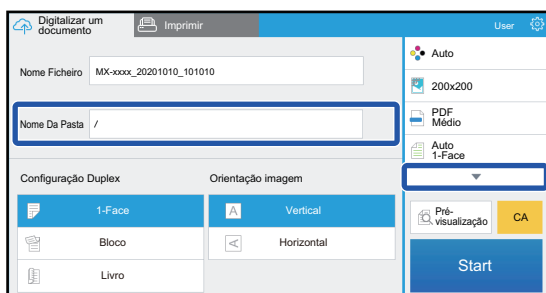 Digitalizar um
documento
Imprimir
User
Nome Ficheiro
MX-xxxx_20201010_101010
Nome Da Pasta
/
Configuração Duplex
Orientação imagem
1-Face
A
Vertical
Bloco
A
Horizontal
Livro
Auto
200x200
PDF
Médio
Auto
1-Face
Pré-
visualização
CA
Start